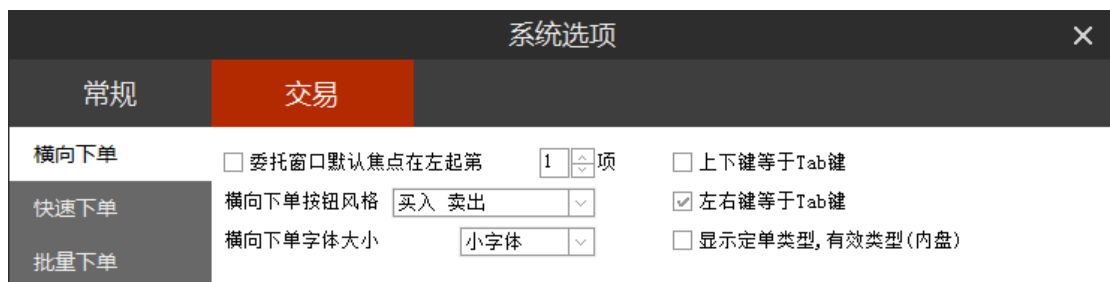 系统选项
常规 交易
横向下单
快速下单
批量下单
委托窗口默认焦点在左起第 1 项 上下键等于Tab键
横向下单按钮风格 买入 卖出 左右键等于Tab键
横向下单字体大小 小字体 显示定单类型,有效类型(内盘)